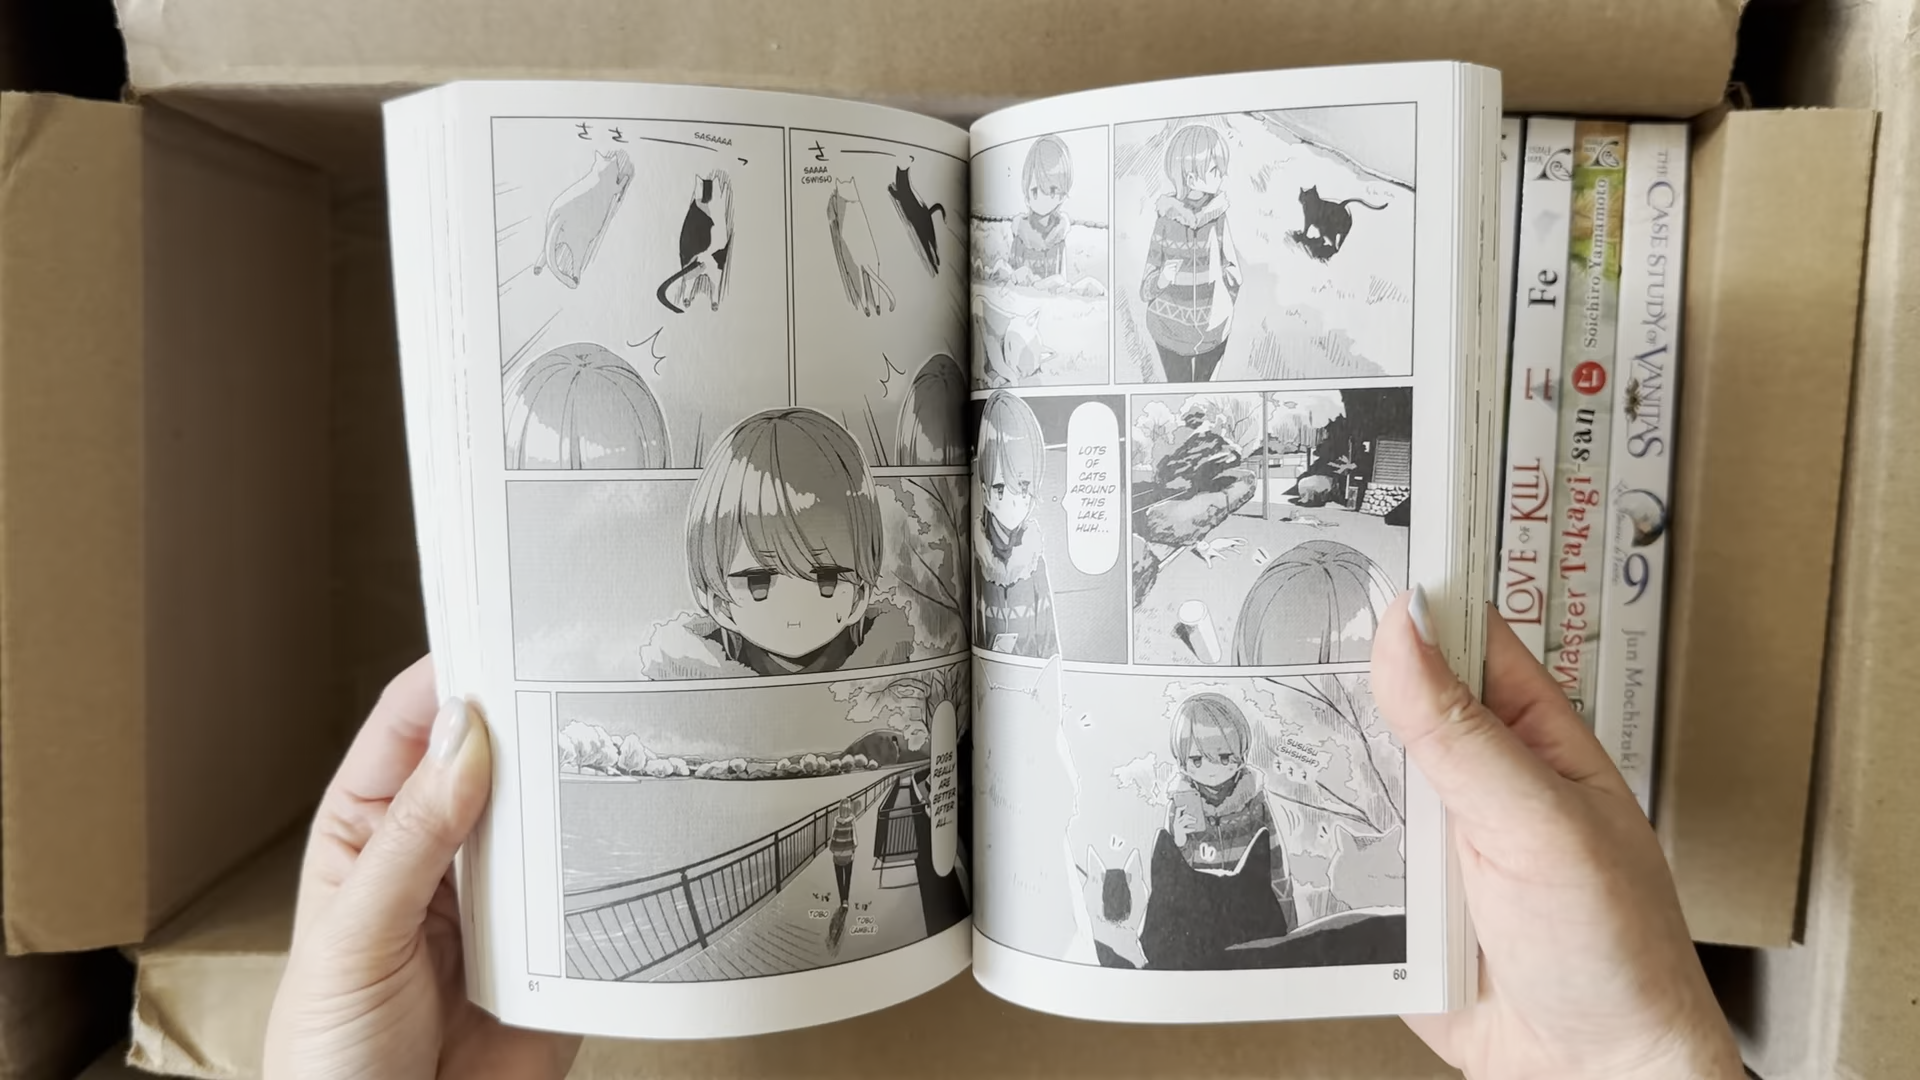 LOTS
OF
CATS
AROUND
THIS
LAKE,
HUH...
SUSUSU
(SHSHSHF)
60
さ
SAAAA
(SWISH)
さ さ
SASAAAA
DOGS
REALLY
ARE
BETTER
AFTER
ALL...
TOBO
TOBO
(AMBLE)
61
LOVE OF KILL
Fe
Master Takagi-san
Soichiro Yamamoto
THE CASE STUDY OF VANITAS
9
Jun Mochizuki